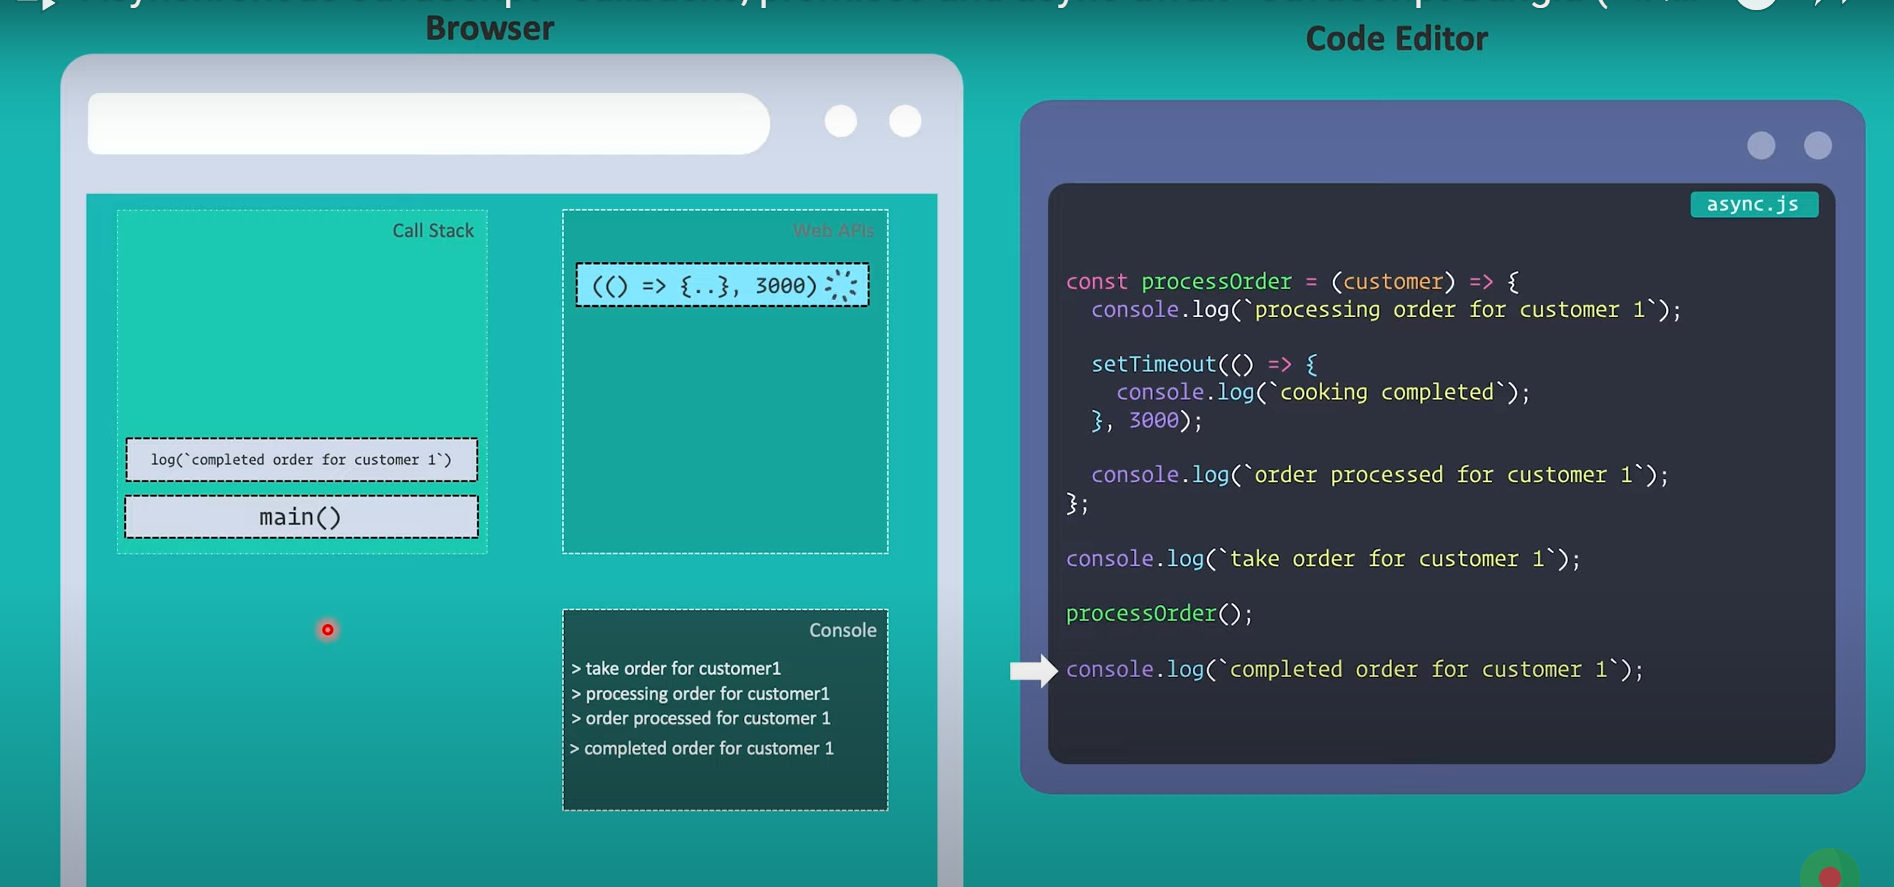 Browser
Code Editor
Call Stack
log(`completed order for customer 1`)
main()
Web APIs
(() => {..}, 3000)
Console
> take order for customer1
> processing order for customer1
> order processed for customer 1
> completed order for customer 1
async.js
const processOrder = (customer) => {
console.log(`processing order for customer 1`);
setTimeout(() => {
console.log(`cooking completed`);
}, 3000);
console.log(`order processed for customer 1`);
};
console.log(`take order for customer 1`);
processOrder();
console.log(`completed order for customer 1`);